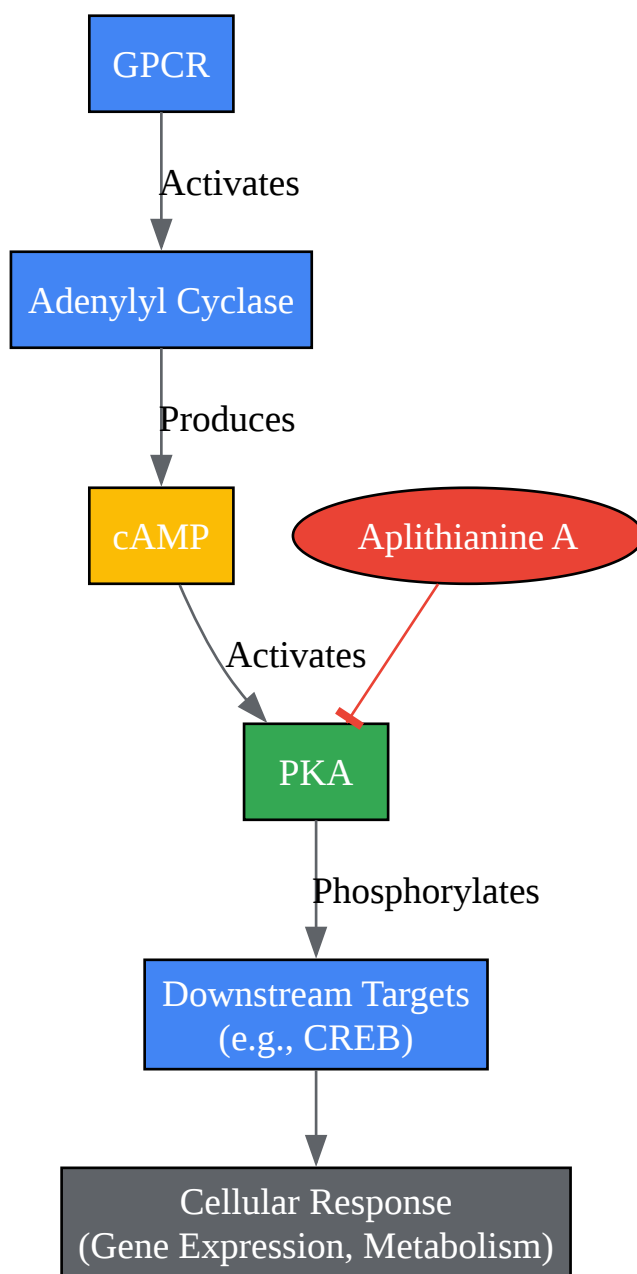 GPCR
Activates
Adenylyl Cyclase
Produces
cAMP
Aplithianine A
Activates
PKA
Phosphorylates
Downstream Targets
(e.g., CREB)
Cellular Response
(Gene Expression, Metabolism)